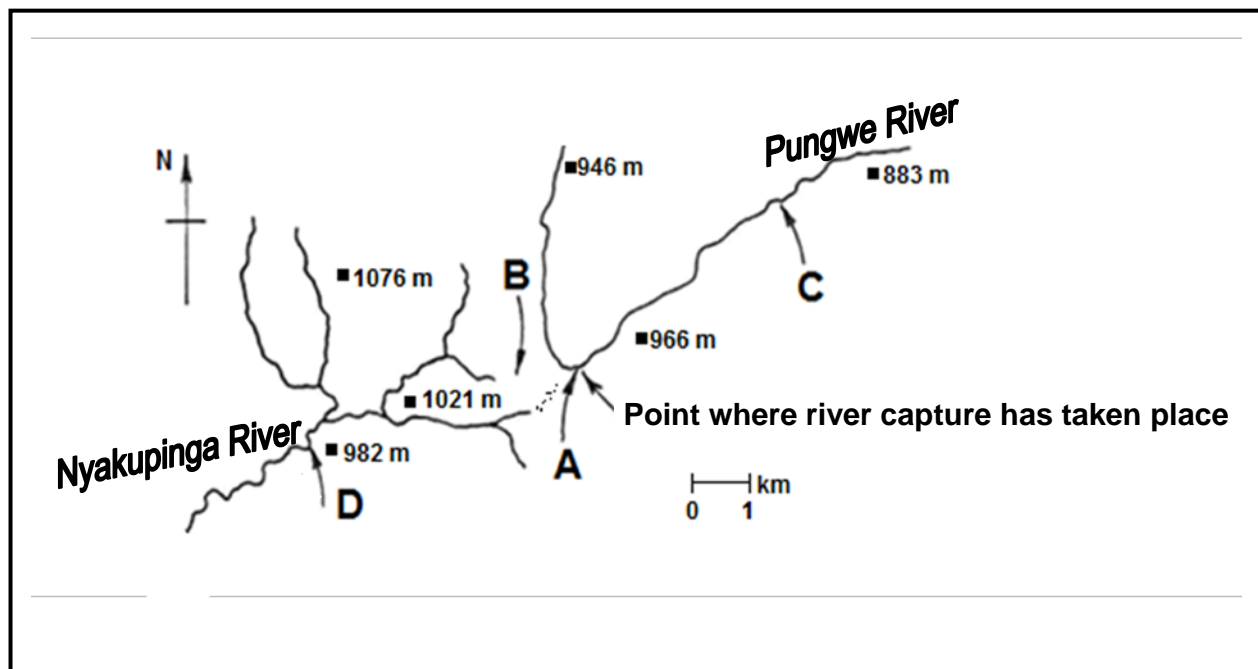 Pungwe River
N
946 m
883 m
B
1076 m
C
966 m
1021 m
Point where river capture has taken place
Nyakupinga River
982 m
A
km
D
0 1